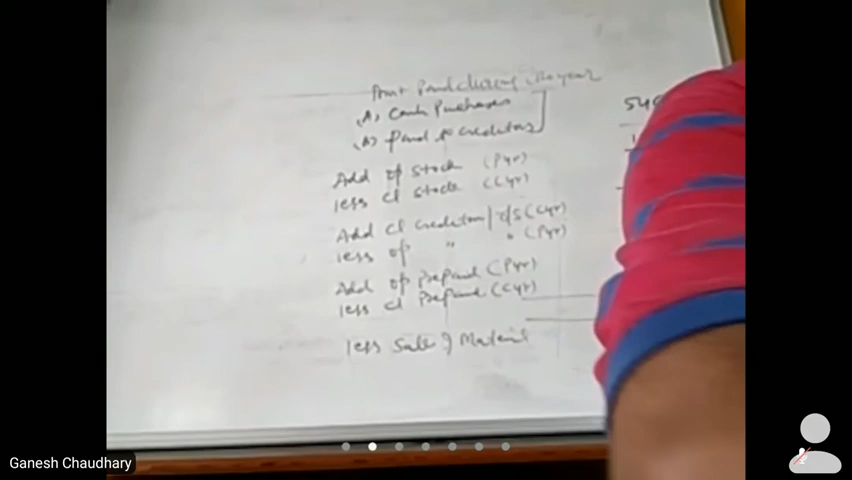 Amt Paid during the year
(A) Cash Purchases
(B) Paid to creditors
540
Add op stock (Pyr)
less cl stock (Cyr)
Add cl creditors / o/s (Cyr)
less op " " (Pyr)
Add op Prepaid (Pyr)
less cl Prepaid (Cyr)
less Sale of Material
Ganesh Chaudhary